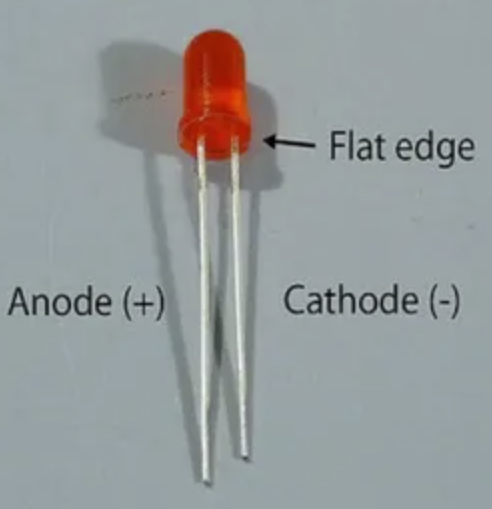 Flat edge
Anode (+)
Cathode (-)